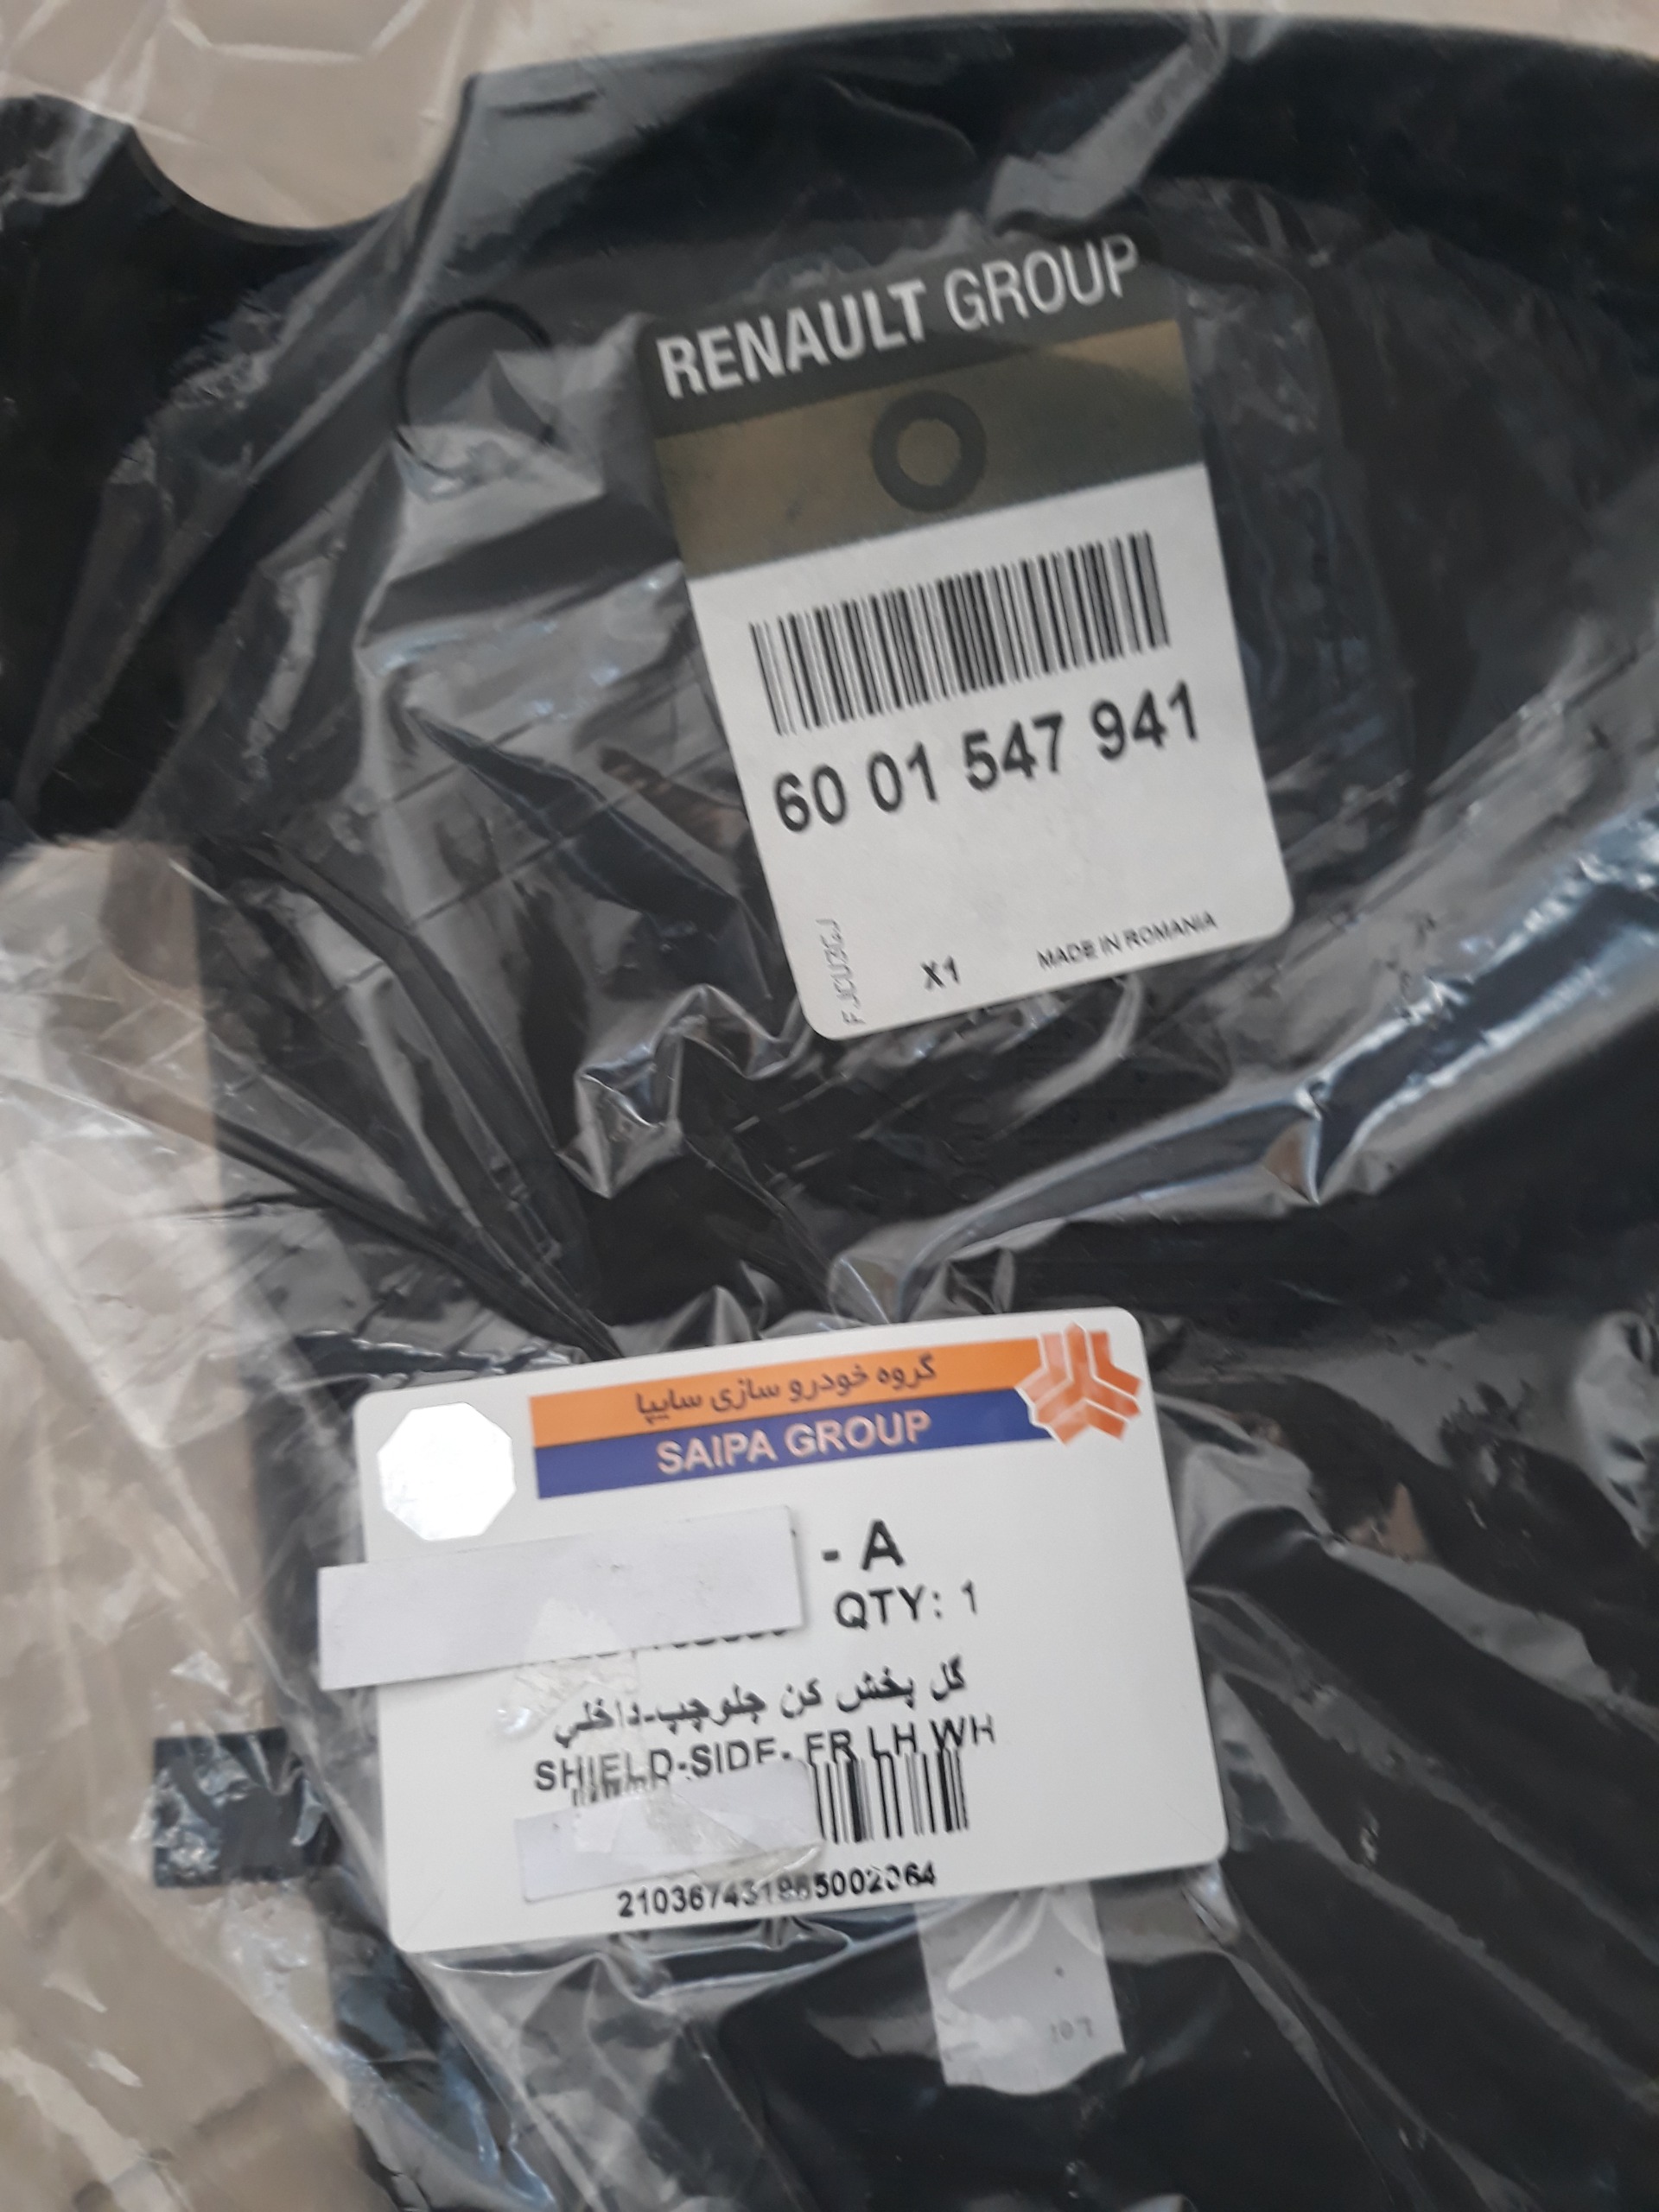 RENAULT GROUP
60 01 547 941
X1
MADE IN ROMANIA
گروه خودرو سازی سایپا
SAIPA GROUP
- A
QTY: 1
گل پخش کن جلوچپ-داخلي
SHIELD-SIDE- FR LH WH